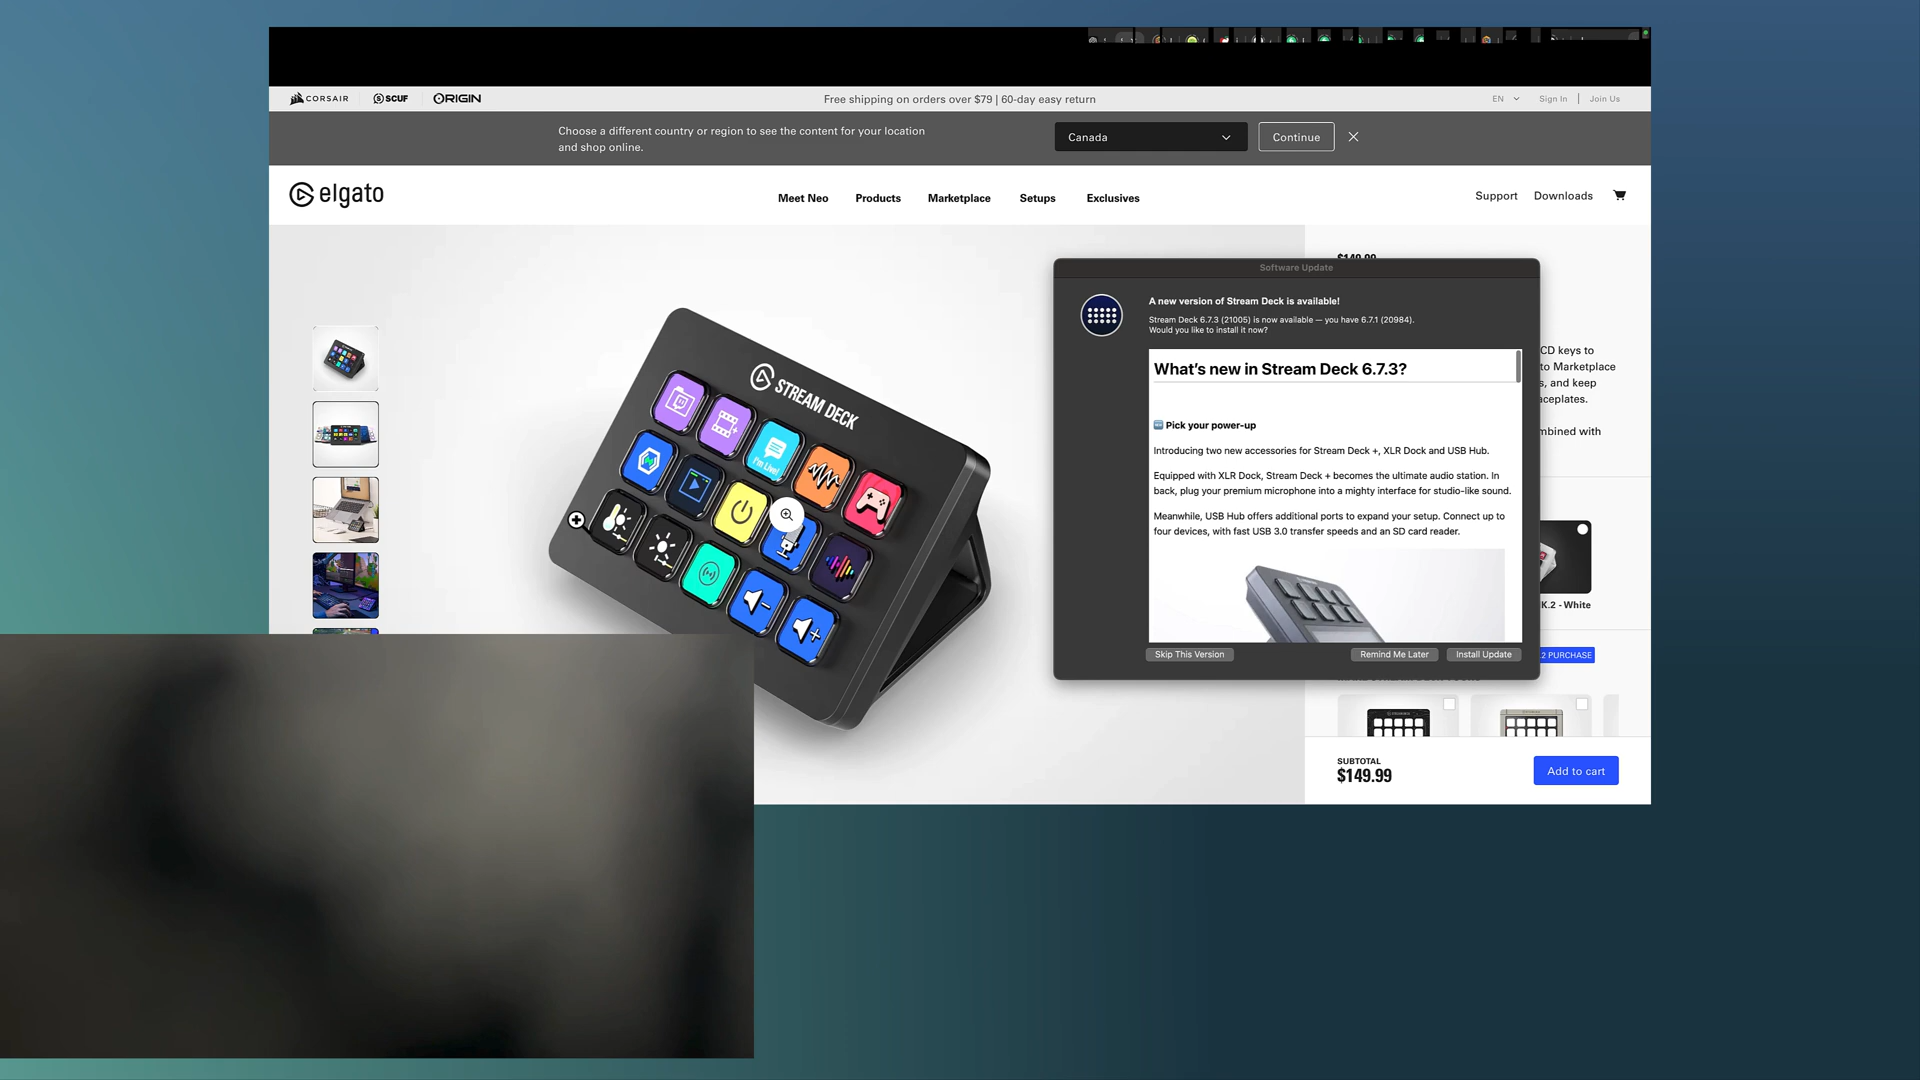 CORSAIR
SCUF
ORIGIN
Free shipping on orders over $79 | 60-day easy return
EN
Sign In
Join Us
Choose a different country or region to see the content for your location
and shop online.
Canada
Continue
elgato
Meet Neo
Products
Marketplace
Setups
Exclusives
Support
Downloads
STREAM DECK
I'm Live!
Software Update
A new version of Stream Deck is available!
Stream Deck 6.7.3 (21005) is now available — you have 6.7.1 (20984).
Would you like to install it now?
What's new in Stream Deck 6.7.3?
Pick your power-up
Introducing two new accessories for Stream Deck +, XLR Dock and USB Hub.
Equipped with XLR Dock, Stream Deck + becomes the ultimate audio station. In
back, plug your premium microphone into a mighty interface for studio-like sound.
Meanwhile, USB Hub offers additional ports to expand your setup. Connect up to
four devices, with fast USB 3.0 transfer speeds and an SD card reader.
Skip This Version
Remind Me Later
Install Update
$149.99
CD keys to
to Marketplace
s, and keep
aceplates.
mbined with
K.2 - White
2 PURCHASE
SUBTOTAL
$149.99
Add to cart